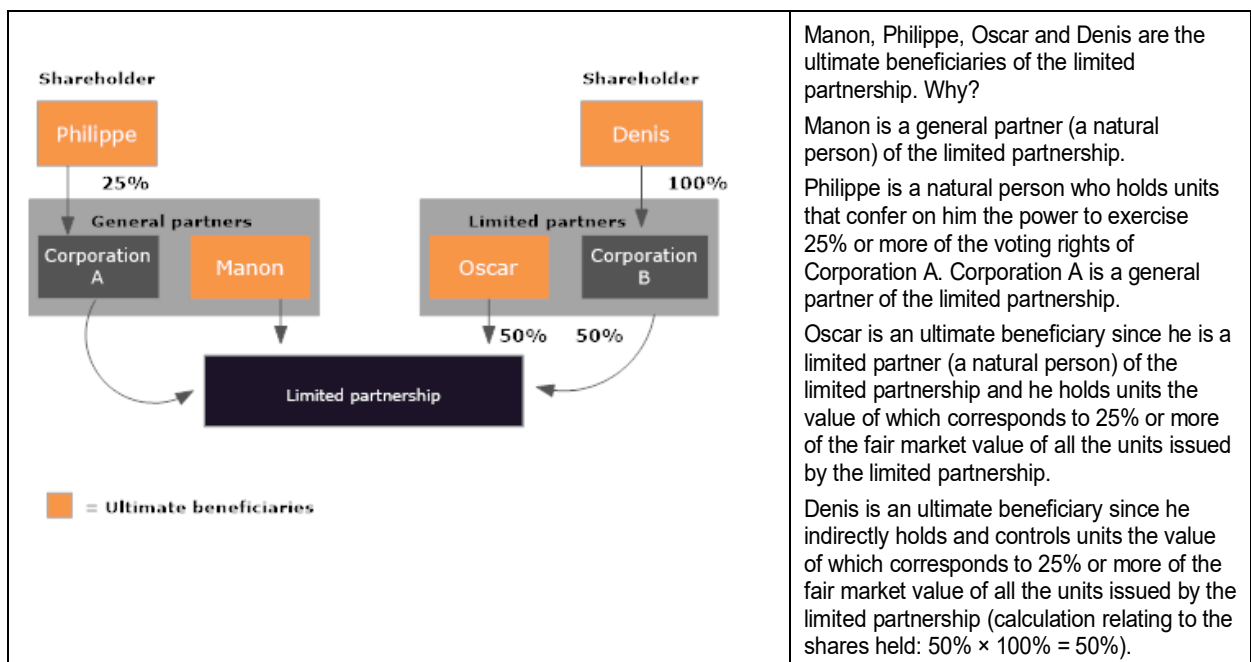 Shareholder
Shareholder
Philippe
Denis
25%
100%
General partners
Limited partners
Corporation
A
Manon
Oscar
Corporation
B
50%
50%
Limited partnership
= Ultimate beneficiaries
Manon, Philippe, Oscar and Denis are the
ultimate beneficiaries of the limited
partnership. Why?
Manon is a general partner (a natural
person) of the limited partnership.
Philippe is a natural person who holds units
that confer on him the power to exercise
25% or more of the voting rights of
Corporation A. Corporation A is a general
partner of the limited partnership.
Oscar is an ultimate beneficiary since he is a
limited partner (a natural person) of the
limited partnership and he holds units the
value of which corresponds to 25% or more
of the fair market value of all the units issued
by the limited partnership.
Denis is an ultimate beneficiary since he
indirectly holds and controls units the value
of which corresponds to 25% or more of the
fair market value of all the units issued by the
limited partnership (calculation relating to the
shares held: 50% × 100% = 50%).